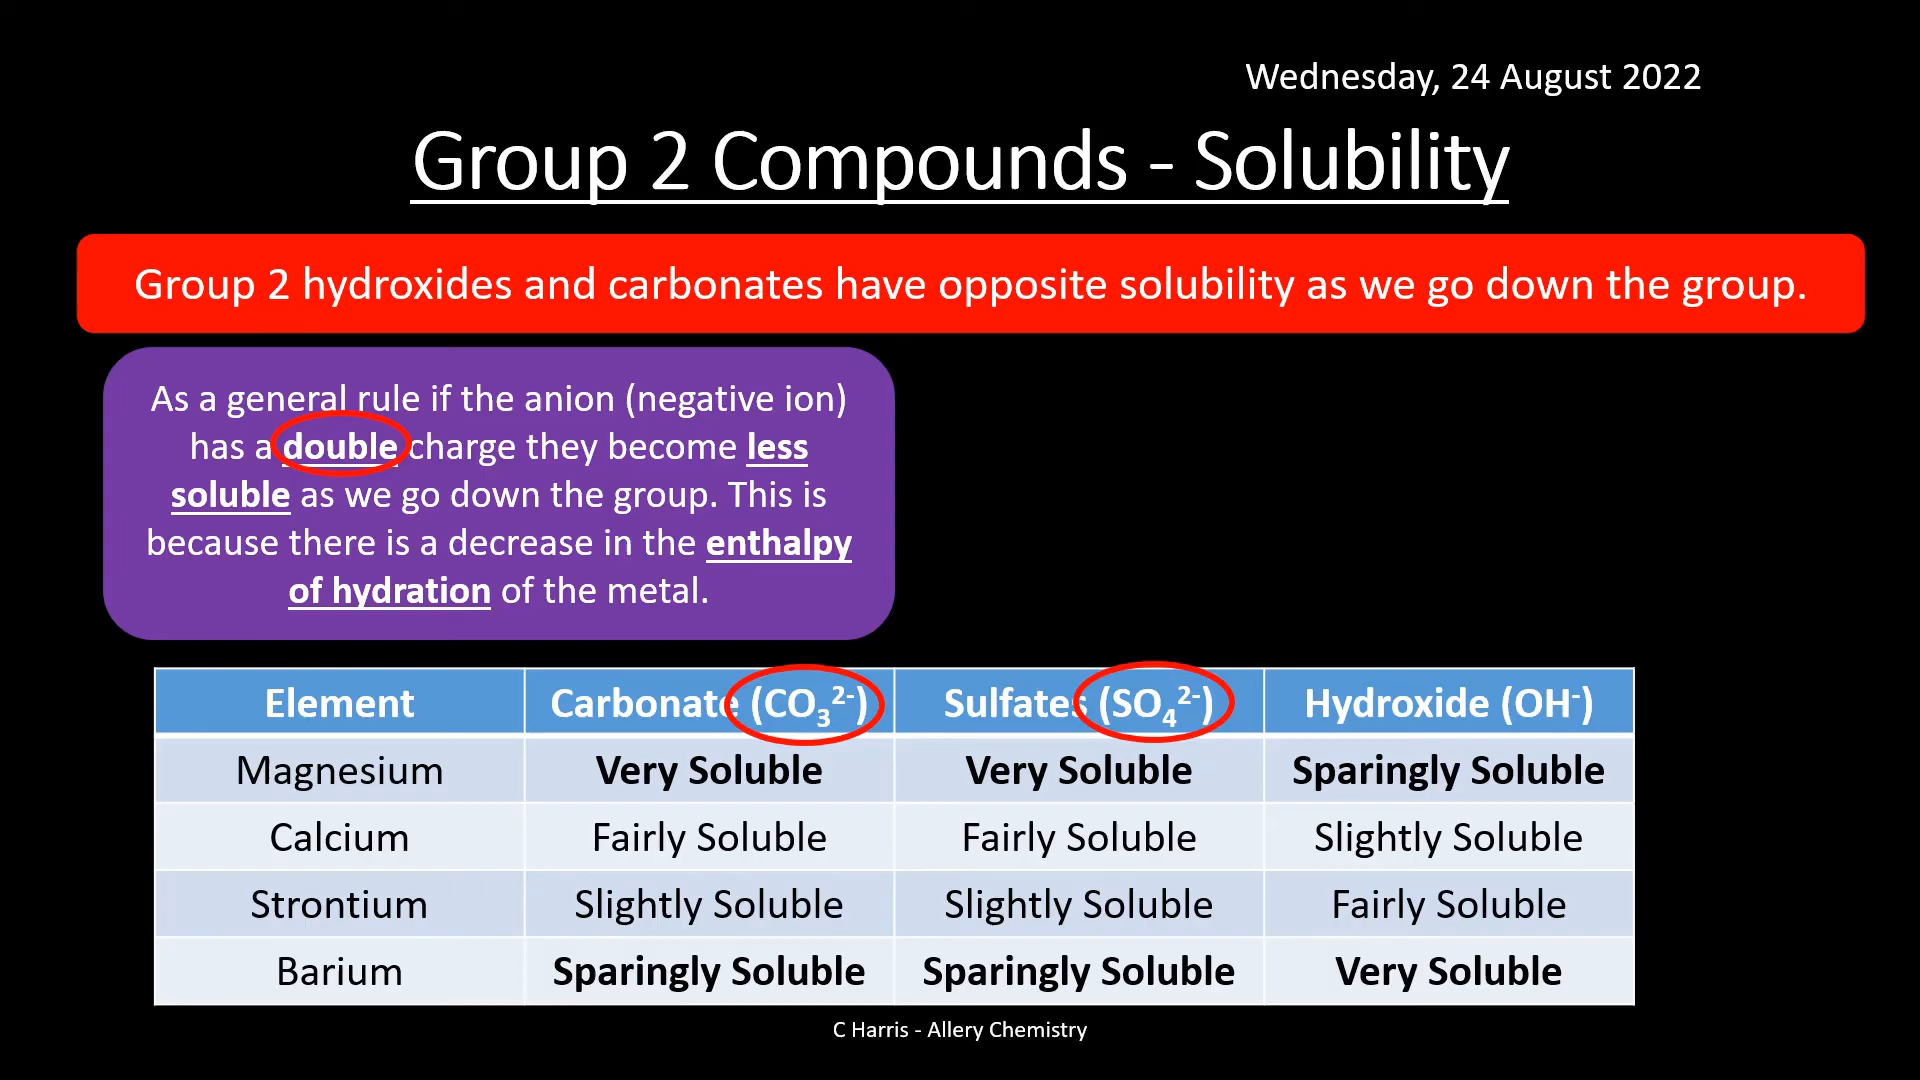 Wednesday, 24 August 2022
Group 2 Compounds - Solubility
Group 2 hydroxides and carbonates have opposite solubility as we go down the group.
As a general rule if the anion (negative ion)
has a double charge they become less
soluble as we go down the group. This is
because there is a decrease in the enthalpy
of hydration of the metal.
Element Carbonate (CO₃²⁻) Sulfates (SO₄²⁻) Hydroxide (OH⁻)
Magnesium Very Soluble Very Soluble Sparingly Soluble
Calcium Fairly Soluble Fairly Soluble Slightly Soluble
Strontium Slightly Soluble Slightly Soluble Fairly Soluble
Barium Sparingly Soluble Sparingly Soluble Very Soluble
C Harris - Allery Chemistry